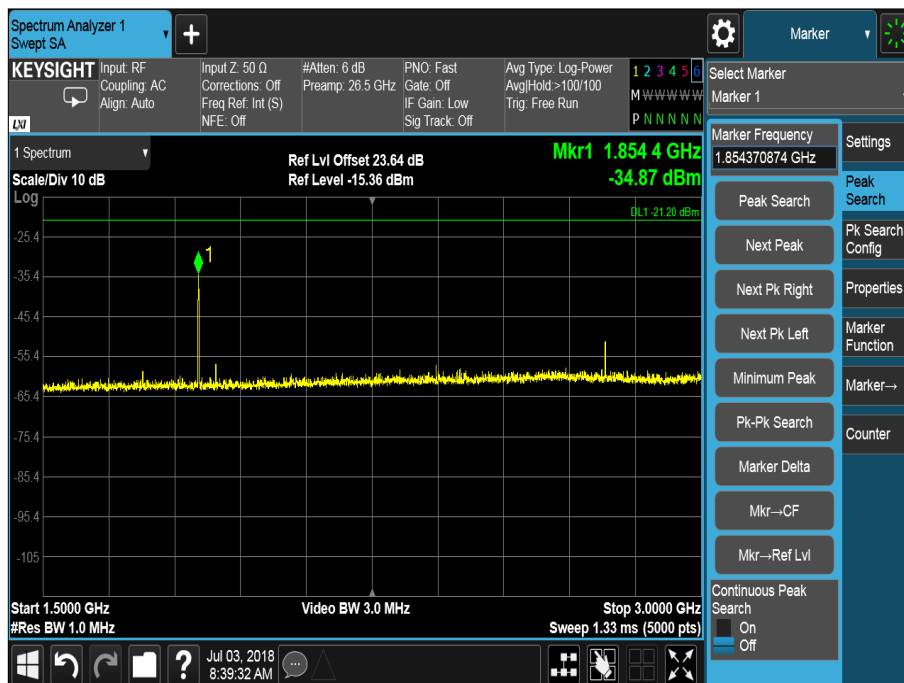 Spectrum Analyzer 1
Swept SA
Marker
KEYSIGHT
Input: RF
Coupling: AC
Align: Auto
Input Z: 50 Ω
Corrections: Off
Freq Ref: Int (S)
NFE: Off
#Atten: 6 dB
Preamp: 26.5 GHz
PNO: Fast
Gate: Off
IF Gain: Low
Sig Track: Off
Avg Type: Log-Power
Avg|Hold:>100/100
Trig: Free Run
1 2 3 4 5 6
M W W W W W
P N N N N N
LXI
Select Marker
Marker 1
1 Spectrum
Scale/Div 10 dB
Log
Ref Lvl Offset 23.64 dB
Ref Level -15.36 dBm
Mkr1 1.854 4 GHz
-34.87 dBm
DL1 -21.20 dBm
1
-25.4
-35.4
-45.4
-55.4
-65.4
-75.4
-85.4
-95.4
-105
Start 1.5000 GHz
#Res BW 1.0 MHz
Video BW 3.0 MHz
Stop 3.0000 GHz
Sweep 1.33 ms (5000 pts)
Marker Frequency
1.854370874 GHz
Peak Search
Next Peak
Next Pk Right
Next Pk Left
Minimum Peak
Pk-Pk Search
Marker Delta
Mkr→CF
Mkr→Ref Lvl
Continuous Peak
Search
On
Off
Settings
Peak
Search
Pk Search
Config
Properties
Marker
Function
Marker→
Counter
Jul 03, 2018
8:39:32 AM